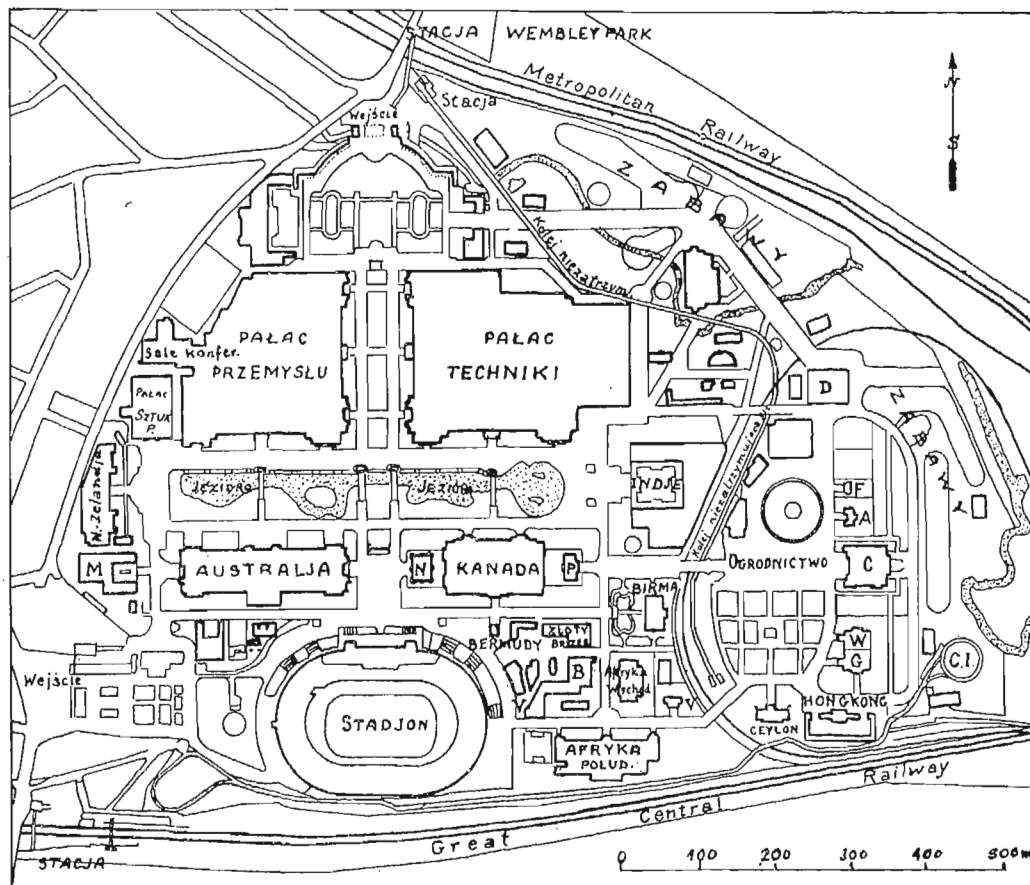 STACJA WEMBLEY PARK
Metropolitan Railway
N
S
Stacja
Wejście
ZABAWY
Kolej niezatrzym.
PAŁAC PRZEMYSŁU
PAŁAC TECHNIKI
Sale Konfer.
PAŁAC SZTUK P.
D
ZABAWY
JEZIORO
JEZIORO
INDJE
Kolej niezatrzymująca
F
A
N. Zelandja
M
AUSTRALJA
N
KANADA
P
OGRODNICTWO
C
BIRMA
BERMUDY
ZŁOTY BRZEG
W
G
C.I.
Wejście
STADJON
B
Afryka Wschod
V
HONGKONG
CEYLON
AFRYKA POŁUD.
Great Central Railway
STACJA
0 100 200 300 400 500 m